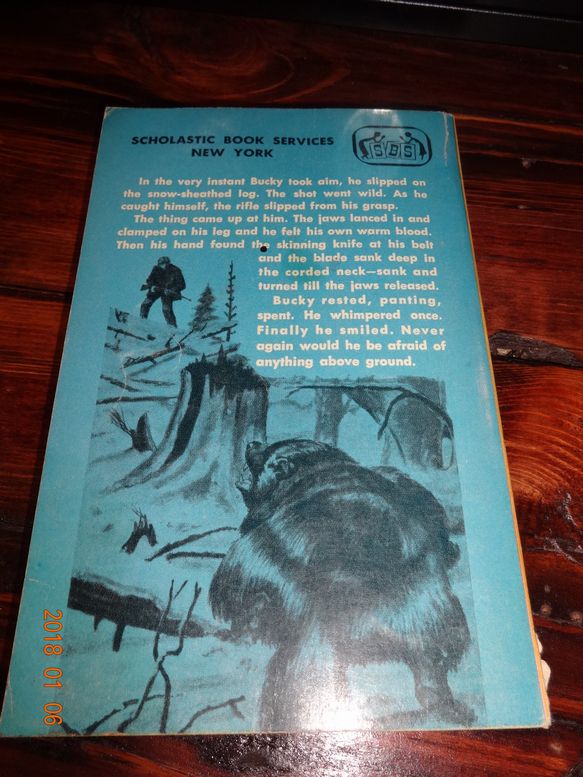 SCHOLASTIC BOOK SERVICES
NEW YORK
SBS
In the very instant Bucky took aim, he slipped on
the snow-sheathed log. The shot went wild. As he
caught himself, the rifle slipped from his grasp.
The thing came up at him. The jaws lanced in and
clamped on his leg and he felt his own warm blood.
Then his hand found the skinning knife at his belt
and the blade sank deep in
the corded neck—sank and
turned till the jaws released.
Bucky rested, panting,
spent. He whimpered once.
Finally he smiled. Never
again would he be afraid of
anything above ground.
2018 01 06